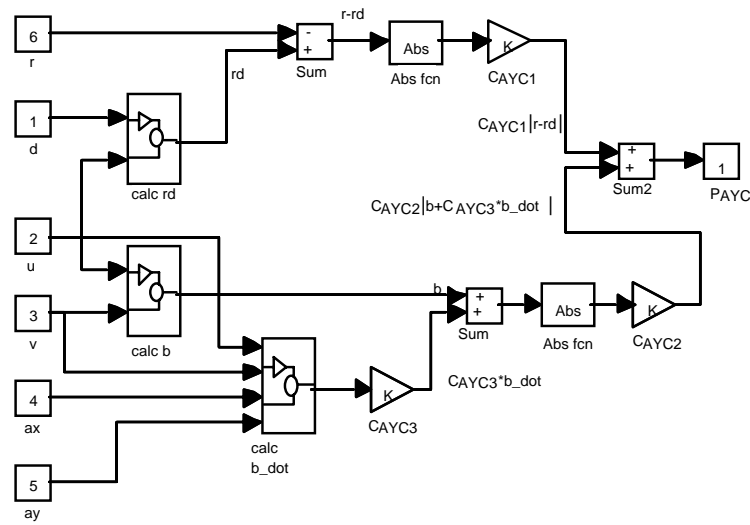 6
r
-
+
Sum
r-rd
rd
Abs
Abs fcn
K
CAYC1
1
d
calc rd
CAYC1|r-rd|
+
+
Sum2
1
PAYC
CAYC2|b+CAYC3*b_dot |
2
u
3
v
calc b
b
+
+
Sum
Abs
Abs fcn
K
CAYC2
4
ax
calc
b_dot
K
CAYC3
CAYC3*b_dot
5
ay